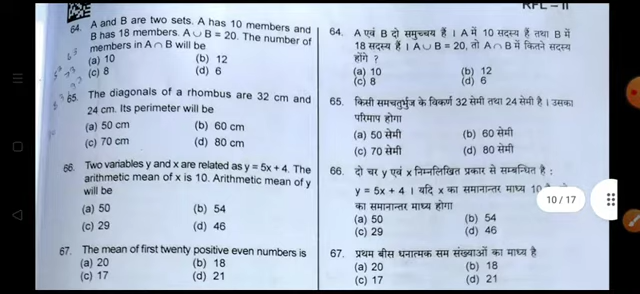 RFL - II
64. A and B are two sets. A has 10 members and
B has 18 members. A ∪ B = 20. The number of
members in A ∩ B will be
(a) 10 (b) 12
(c) 8 (d) 6
65. The diagonals of a rhombus are 32 cm and
24 cm. Its perimeter will be
(a) 50 cm (b) 60 cm
(c) 70 cm (d) 80 cm
66. Two variables y and x are related as y = 5x + 4. The
arithmetic mean of x is 10. Arithmetic mean of y
will be
(a) 50 (b) 54
(c) 29 (d) 46
67. The mean of first twenty positive even numbers is
(a) 20 (b) 18
(c) 17 (d) 21
64. A एवं B दो समुच्चय हैं । A में 10 सदस्य हैं तथा B में
18 सदस्य हैं । A ∪ B = 20, तो A ∩ B में कितने सदस्य
होंगे ?
(a) 10 (b) 12
(c) 8 (d) 6
65. किसी समचतुर्भुज के विकर्ण 32 सेमी तथा 24 सेमी है । उसका
परिमाप होगा
(a) 50 सेमी (b) 60 सेमी
(c) 70 सेमी (d) 80 सेमी
66. दो चर y एवं x निम्नलिखित प्रकार से सम्बन्धित है :
y = 5x + 4 । यदि x का समानान्तर माध्य 10
का समानान्तर माध्य होगा
(a) 50 (b) 54
(c) 29 (d) 46
67. प्रथम बीस धनात्मक सम संख्याओं का माध्य है
(a) 20 (b) 18
(c) 17 (d) 21
10 / 17